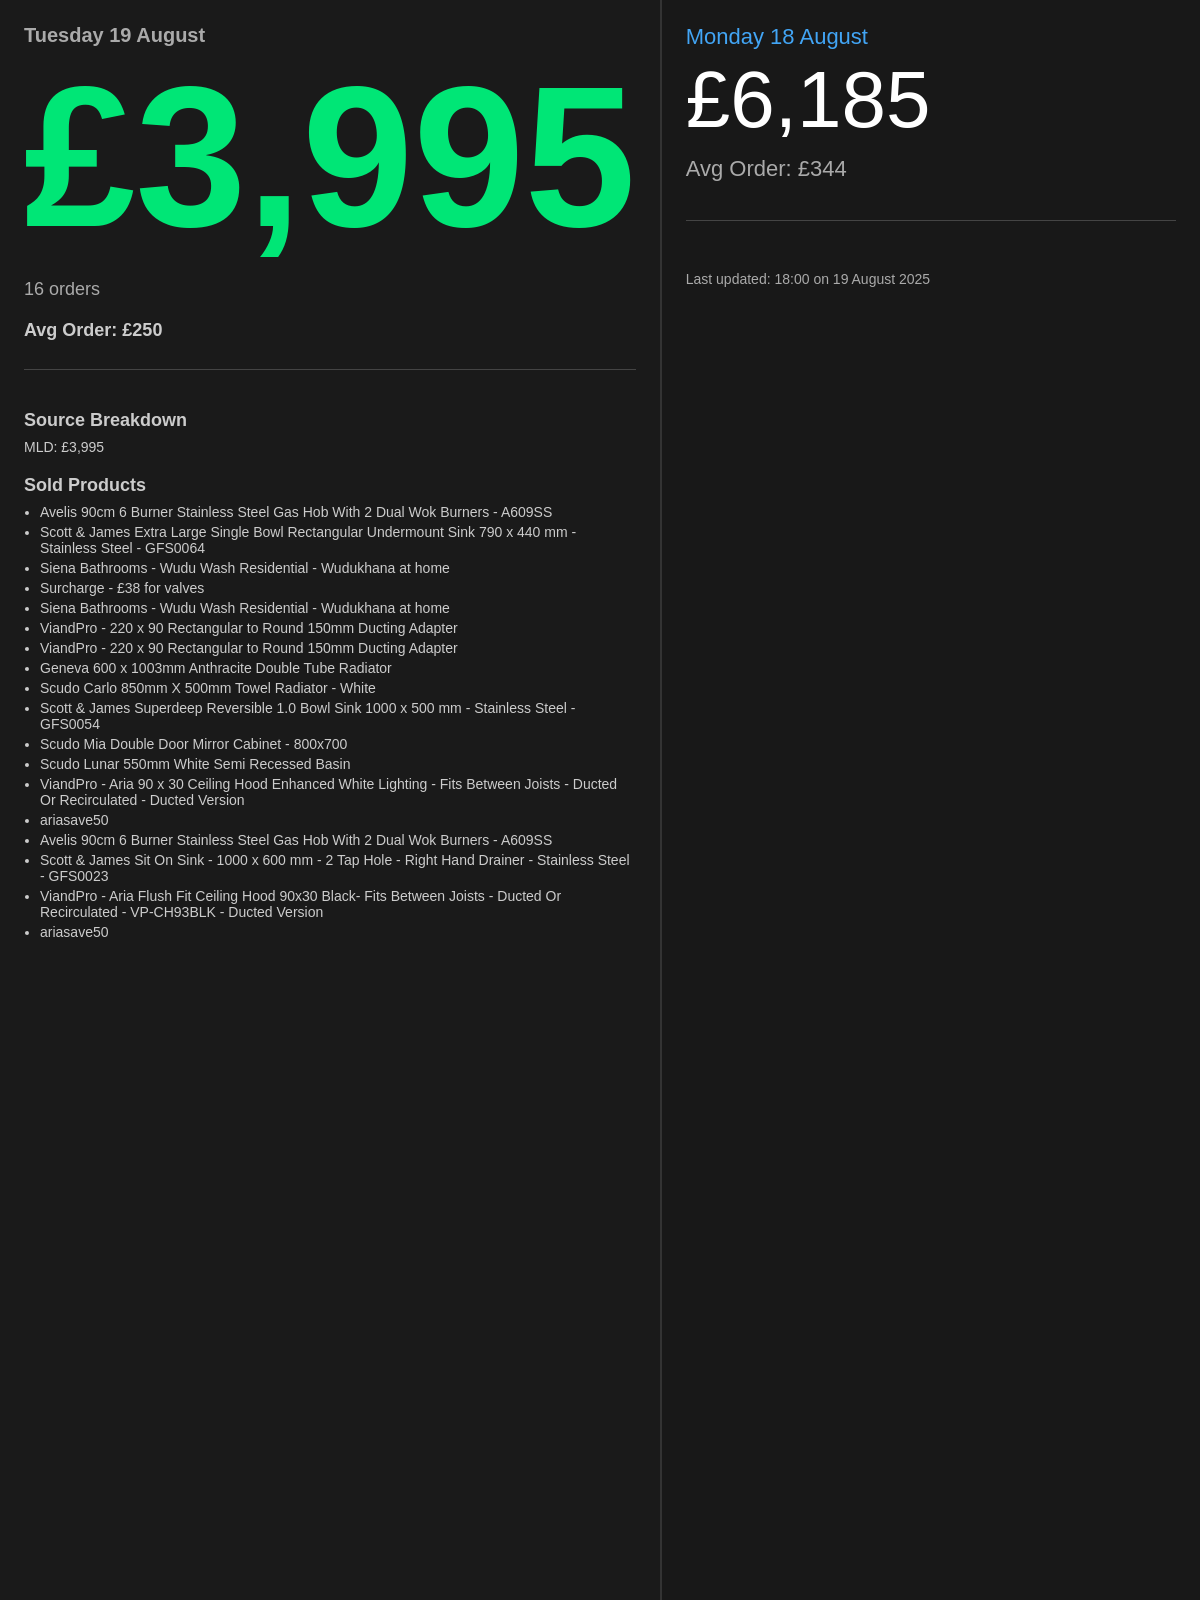 Tuesday 19 August
£3,995
16 orders
Avg Order: £250
Source Breakdown
MLD: £3,995
Sold Products
• Avelis 90cm 6 Burner Stainless Steel Gas Hob With 2 Dual Wok Burners - A609SS
• Scott & James Extra Large Single Bowl Rectangular Undermount Sink 790 x 440 mm -
Stainless Steel - GFS0064
• Siena Bathrooms - Wudu Wash Residential - Wudukhana at home
• Surcharge - £38 for valves
• Siena Bathrooms - Wudu Wash Residential - Wudukhana at home
• ViandPro - 220 x 90 Rectangular to Round 150mm Ducting Adapter
• ViandPro - 220 x 90 Rectangular to Round 150mm Ducting Adapter
• Geneva 600 x 1003mm Anthracite Double Tube Radiator
• Scudo Carlo 850mm X 500mm Towel Radiator - White
• Scott & James Superdeep Reversible 1.0 Bowl Sink 1000 x 500 mm - Stainless Steel -
GFS0054
• Scudo Mia Double Door Mirror Cabinet - 800x700
• Scudo Lunar 550mm White Semi Recessed Basin
• ViandPro - Aria 90 x 30 Ceiling Hood Enhanced White Lighting - Fits Between Joists - Ducted
Or Recirculated - Ducted Version
• ariasave50
• Avelis 90cm 6 Burner Stainless Steel Gas Hob With 2 Dual Wok Burners - A609SS
• Scott & James Sit On Sink - 1000 x 600 mm - 2 Tap Hole - Right Hand Drainer - Stainless Steel
- GFS0023
• ViandPro - Aria Flush Fit Ceiling Hood 90x30 Black- Fits Between Joists - Ducted Or
Recirculated - VP-CH93BLK - Ducted Version
• ariasave50
Monday 18 August
£6,185
Avg Order: £344
Last updated: 18:00 on 19 August 2025